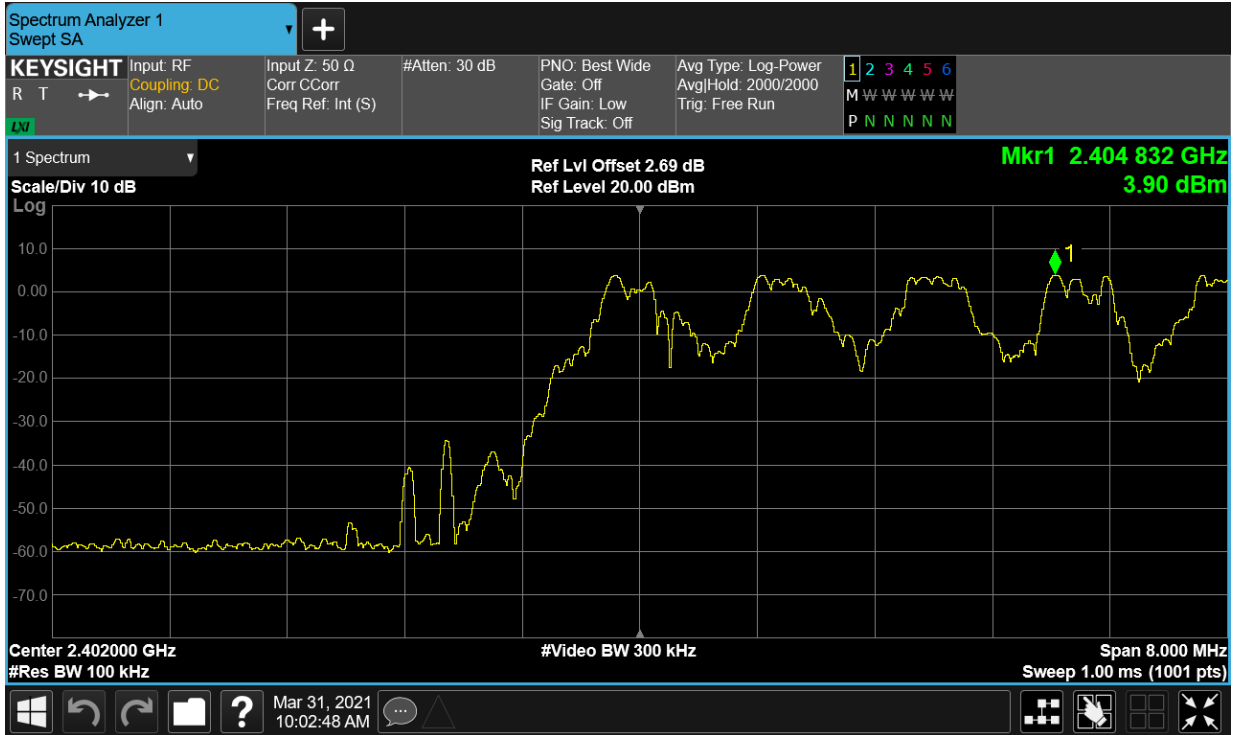 Spectrum Analyzer 1
Swept SA
▼
+
KEYSIGHT
R T
LXI
Input: RF
Coupling: DC
Align: Auto
Input Z: 50 Ω
Corr CCorr
Freq Ref: Int (S)
#Atten: 30 dB
PNO: Best Wide
Gate: Off
IF Gain: Low
Sig Track: Off
Avg Type: Log-Power
Avg|Hold: 2000/2000
Trig: Free Run
1 2 3 4 5 6
M W W W W W
P N N N N N
1 Spectrum ▼
Scale/Div 10 dB
Log
Ref Lvl Offset 2.69 dB
Ref Level 20.00 dBm
Mkr1 2.404 832 GHz
3.90 dBm
1
10.0
0.00
-10.0
-20.0
-30.0
-40.0
-50.0
-60.0
-70.0
Center 2.402000 GHz
#Res BW 100 kHz
#Video BW 300 kHz
Span 8.000 MHz
Sweep 1.00 ms (1001 pts)
?
Mar 31, 2021
10:02:48 AM